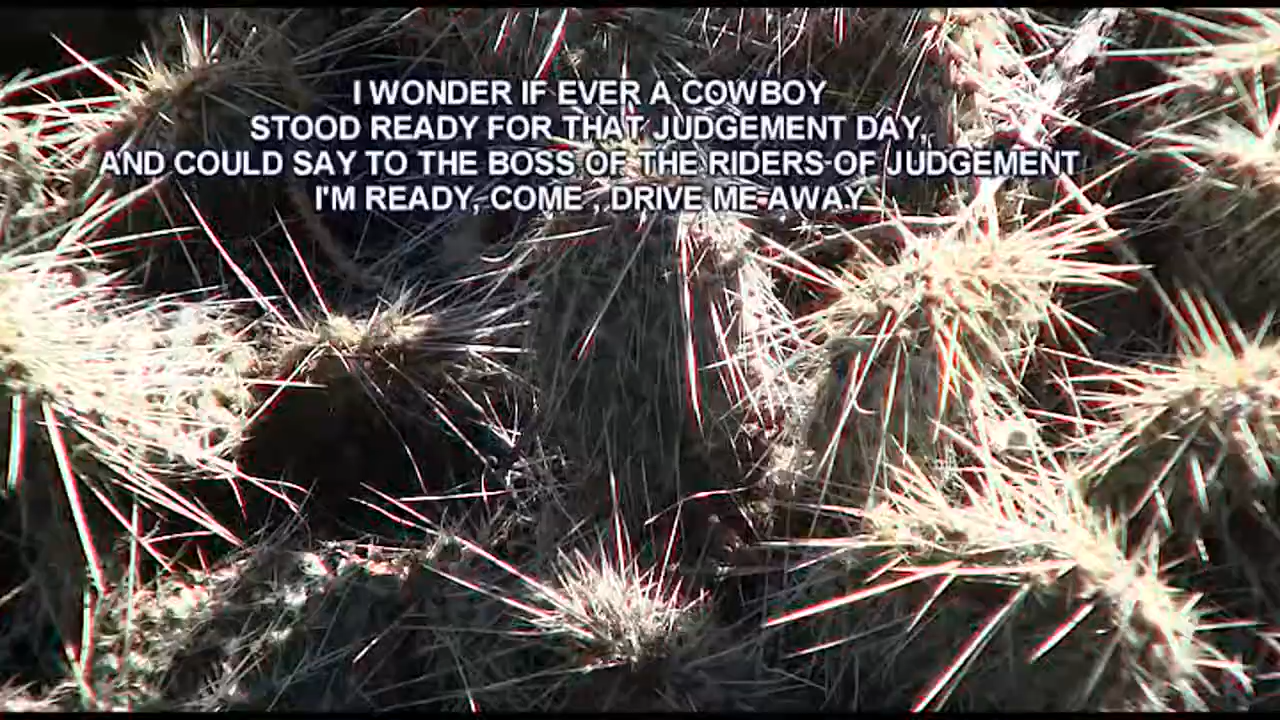 I WONDER IF EVER A COWBOY
STOOD READY FOR THAT JUDGEMENT DAY,
AND COULD SAY TO THE BOSS OF THE RIDERS OF JUDGEMENT
I'M READY, COME , DRIVE ME AWAY